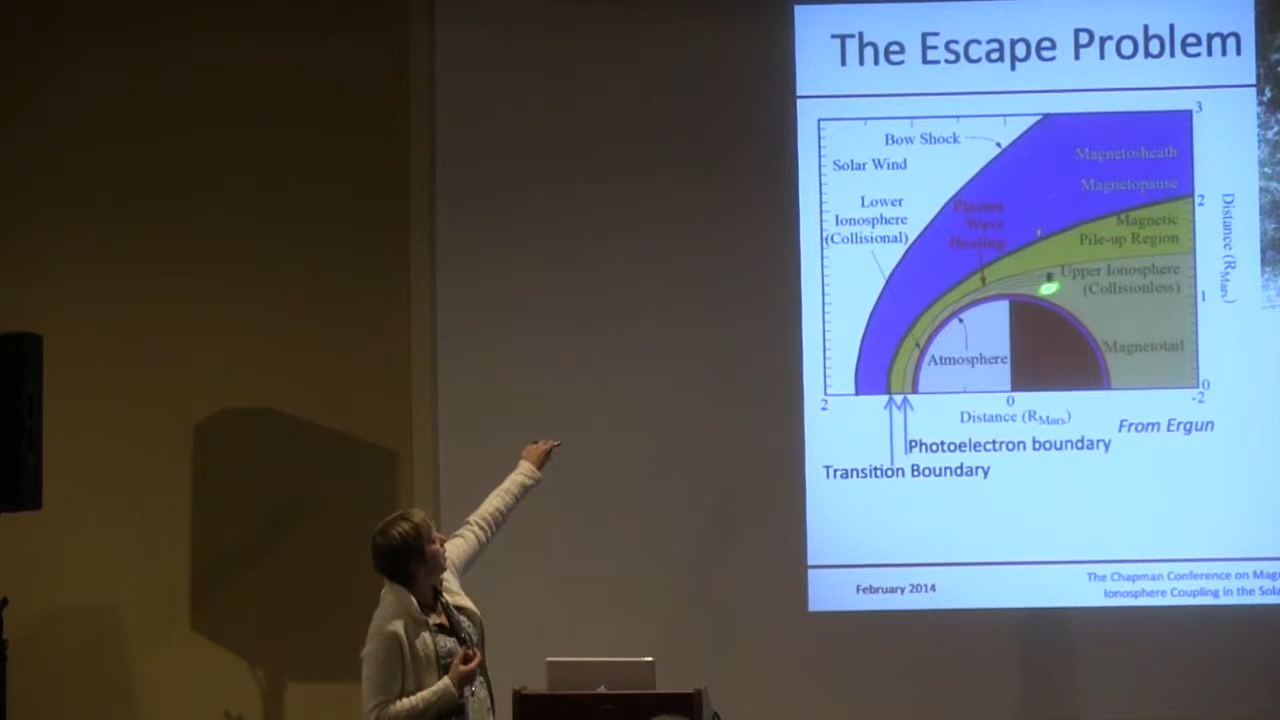 The Escape Problem
3
Bow Shock
Magnetosheath
Solar Wind
Magnetopause
Lower
Ionosphere
(Collisional)
Plasma
Wave
Heating
2
Magnetic
Pile-up Region
Upper Ionosphere
(Collisionless)
Distance (RMars)
1
Atmosphere
Magnetotail
0
2
0
-2
Distance (RMars)
From Ergun
Photoelectron boundary
Transition Boundary
February 2014
The Chapman Conference on
Ionosphere Coupling in the